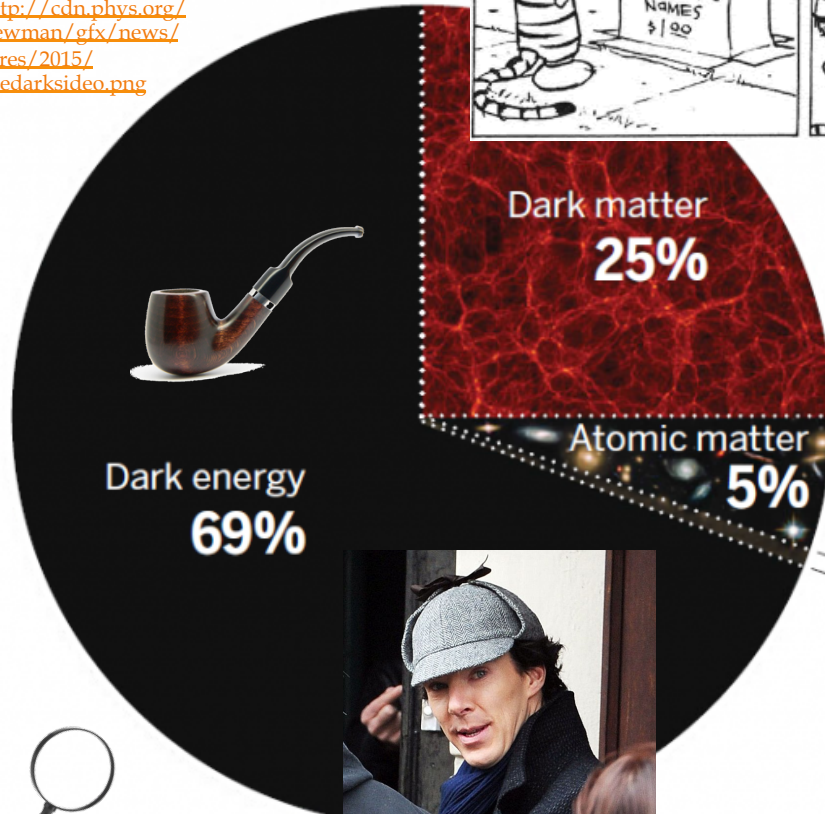 tp://cdn.phys.org/
ewman/gfx/news/
res/2015/
edarksideo.png
NAMES
$1.00
Dark matter
25%
Atomic matter
5%
Dark energy
69%